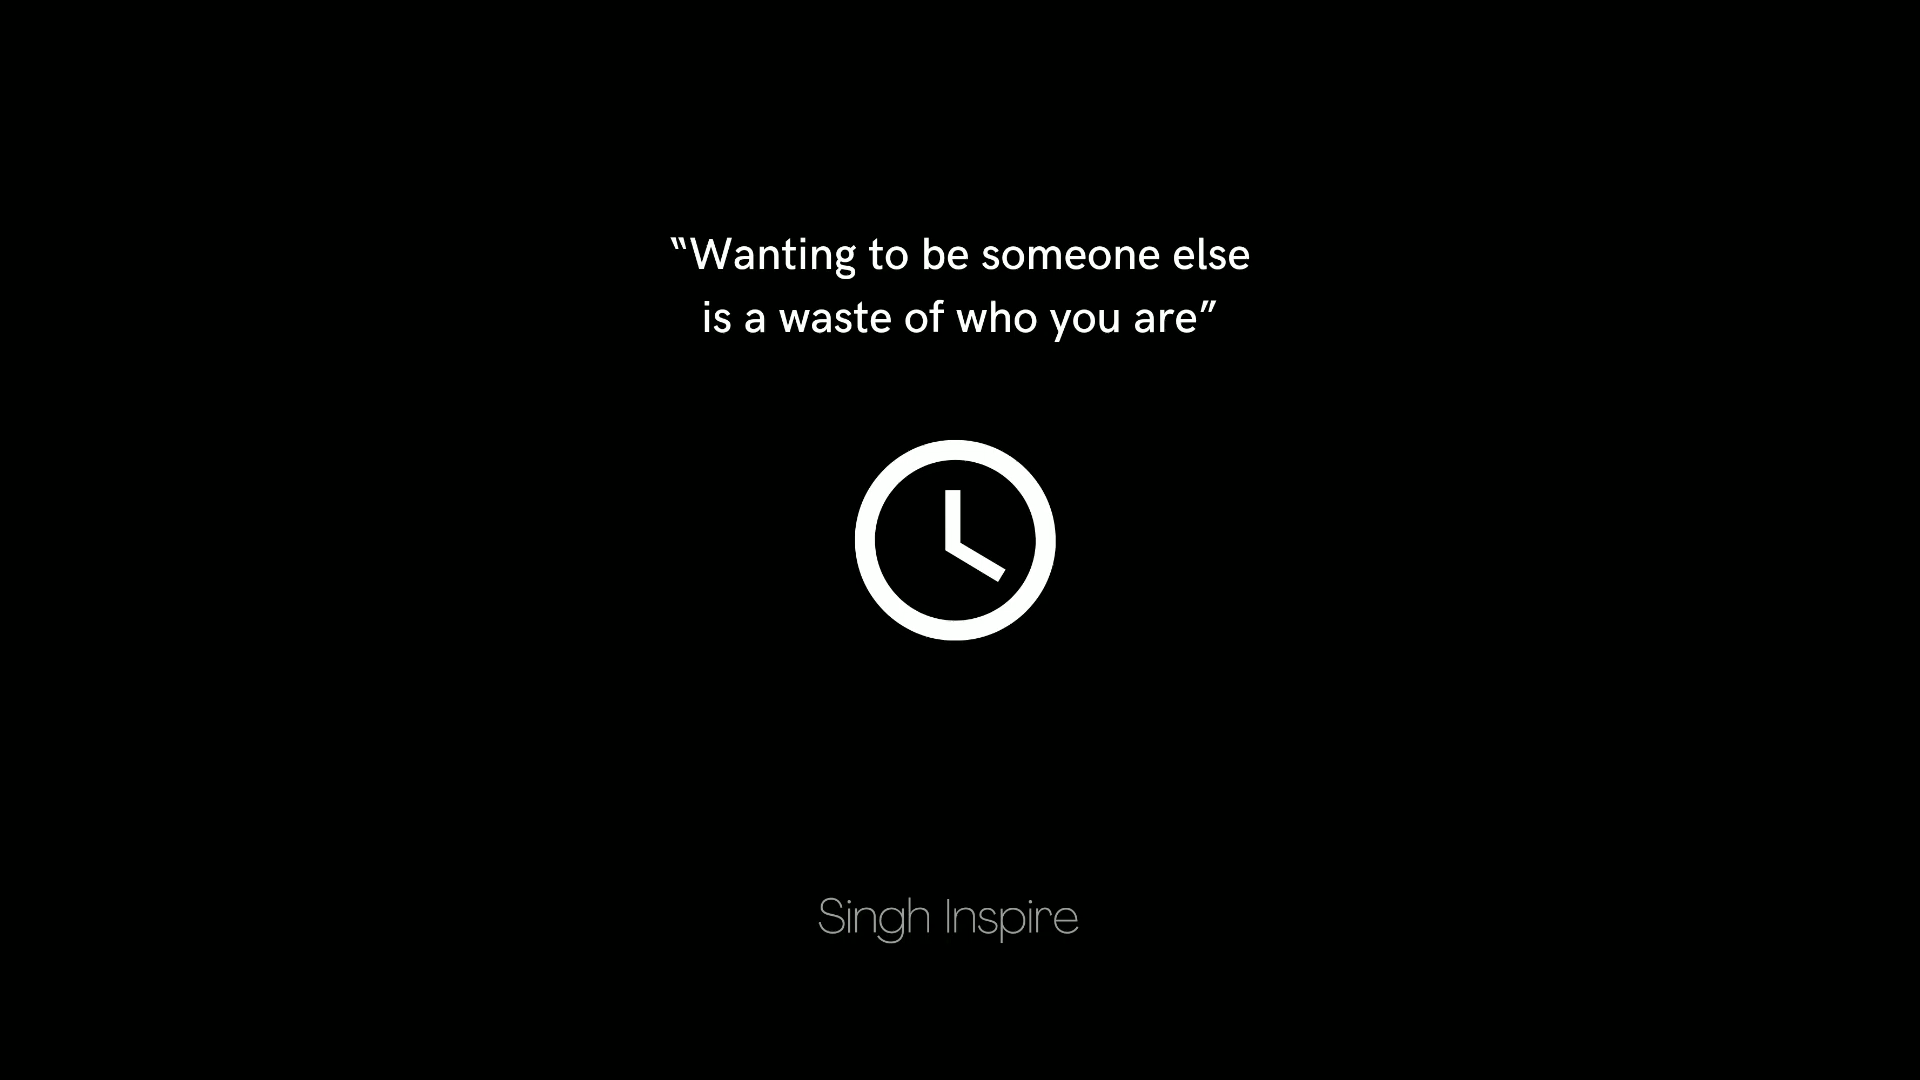 “Wanting to be someone else
is a waste of who you are”
Singh Inspire